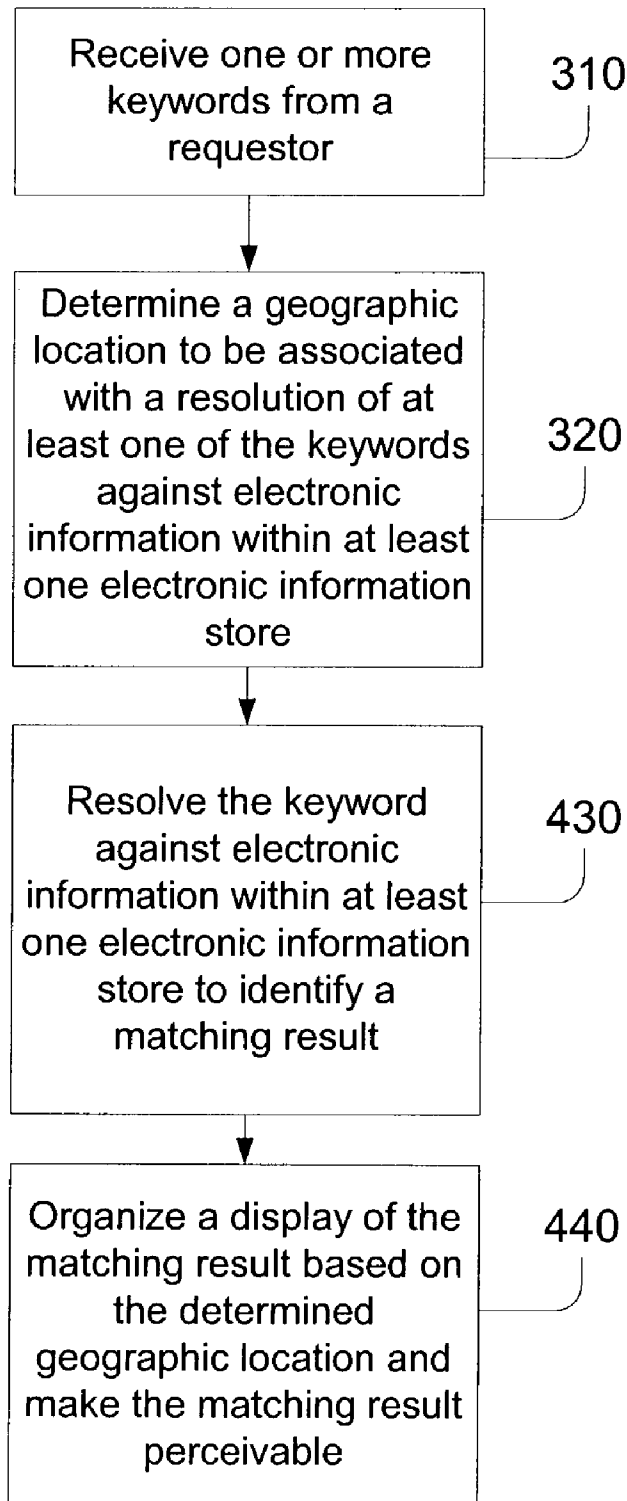 Receive one or more
keywords from a
requestor
310
Determine a geographic
location to be associated
with a resolution of at
least one of the keywords
against electronic
information within at least
one electronic information
store
320
Resolve the keyword
against electronic
information within at least
one electronic information
store to identify a
matching result
430
Organize a display of the
matching result based on
the determined
geographic location and
make the matching result
perceivable
440